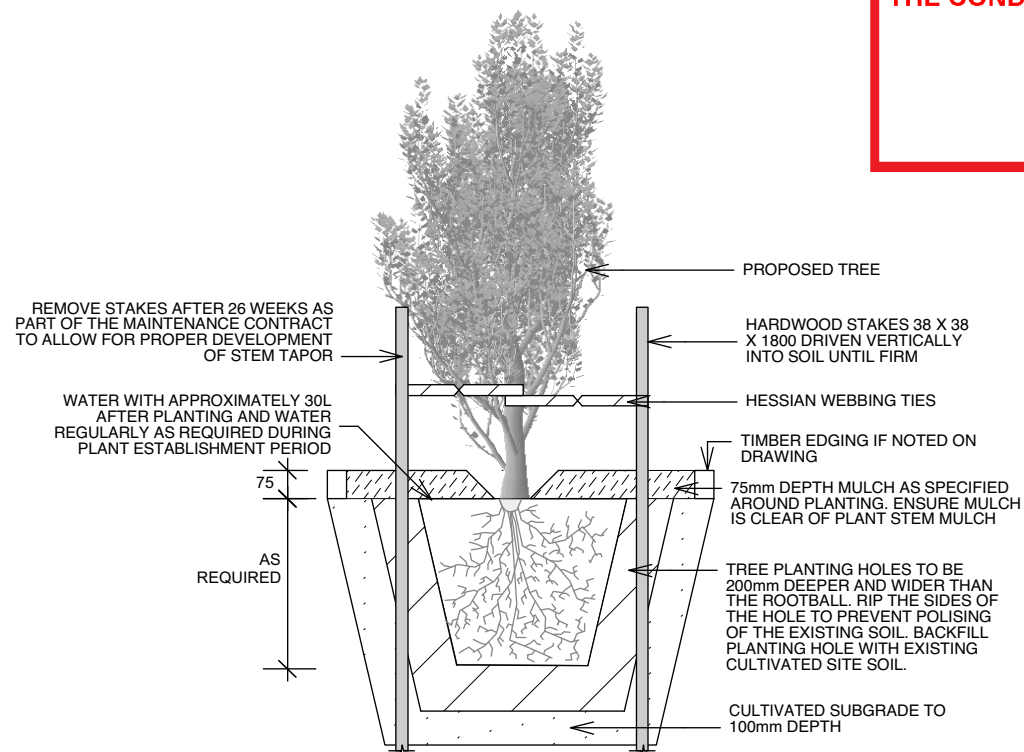 REMOVE STAKES AFTER 26 WEEKS AS
PART OF THE MAINTENANCE CONTRACT
TO ALLOW FOR PROPER DEVELOPMENT
OF STEM TAPOR
WATER WITH APPROXIMATELY 30L
AFTER PLANTING AND WATER
REGULARLY AS REQUIRED DURING
PLANT ESTABLISHMENT PERIOD
75
AS
REQUIRED
PROPOSED TREE
HARDWOOD STAKES 38 X 38
X 1800 DRIVEN VERTICALLY
INTO SOIL UNTIL FIRM
HESSIAN WEBBING TIES
TIMBER EDGING IF NOTED ON
DRAWING
75mm DEPTH MULCH AS SPECIFIED
AROUND PLANTING. ENSURE MULCH
IS CLEAR OF PLANT STEM MULCH
TREE PLANTING HOLES TO BE
200mm DEEPER AND WIDER THAN
THE ROOTBALL. RIP THE SIDES OF
THE HOLE TO PREVENT POLISING
OF THE EXISTING SOIL. BACKFILL
PLANTING HOLE WITH EXISTING
CULTIVATED SITE SOIL.
CULTIVATED SUBGRADE TO
100mm DEPTH